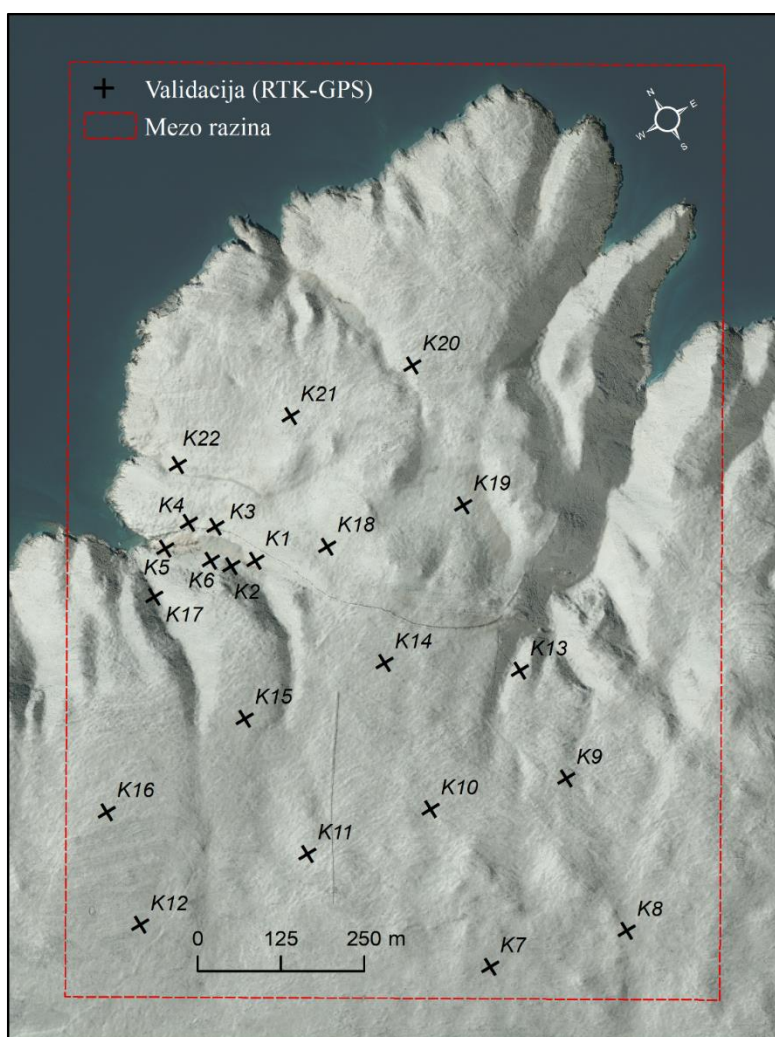 Validacija (RTK-GPS)
Mezo razina
N
E
W
S
K20
K21
K22
K19
K4
K3
K18
K1
K5
K6
K2
K17
K14
K13
K15
K9
K16
K10
K11
K12
K8
0 125 250 m
K7